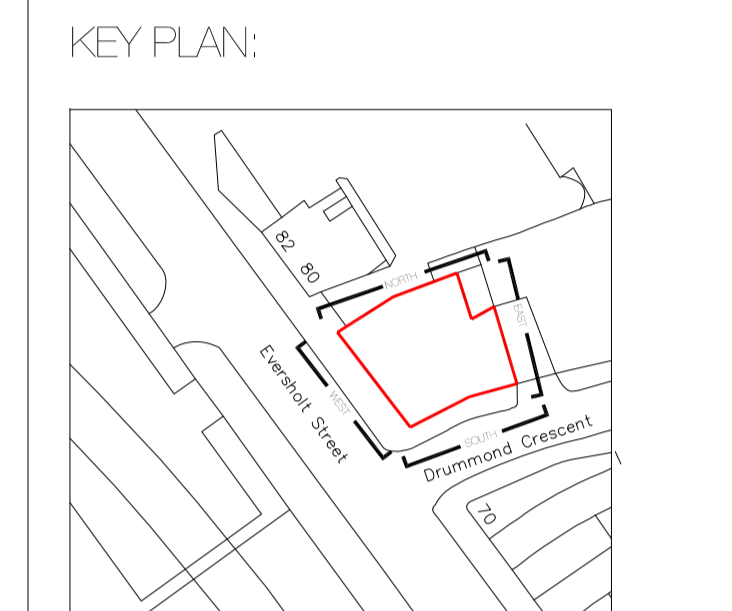 KEY PLAN:
82 80
NORTH
EAST
Eversholt Street
WEST
SOUTH
Drummond Crescent
70